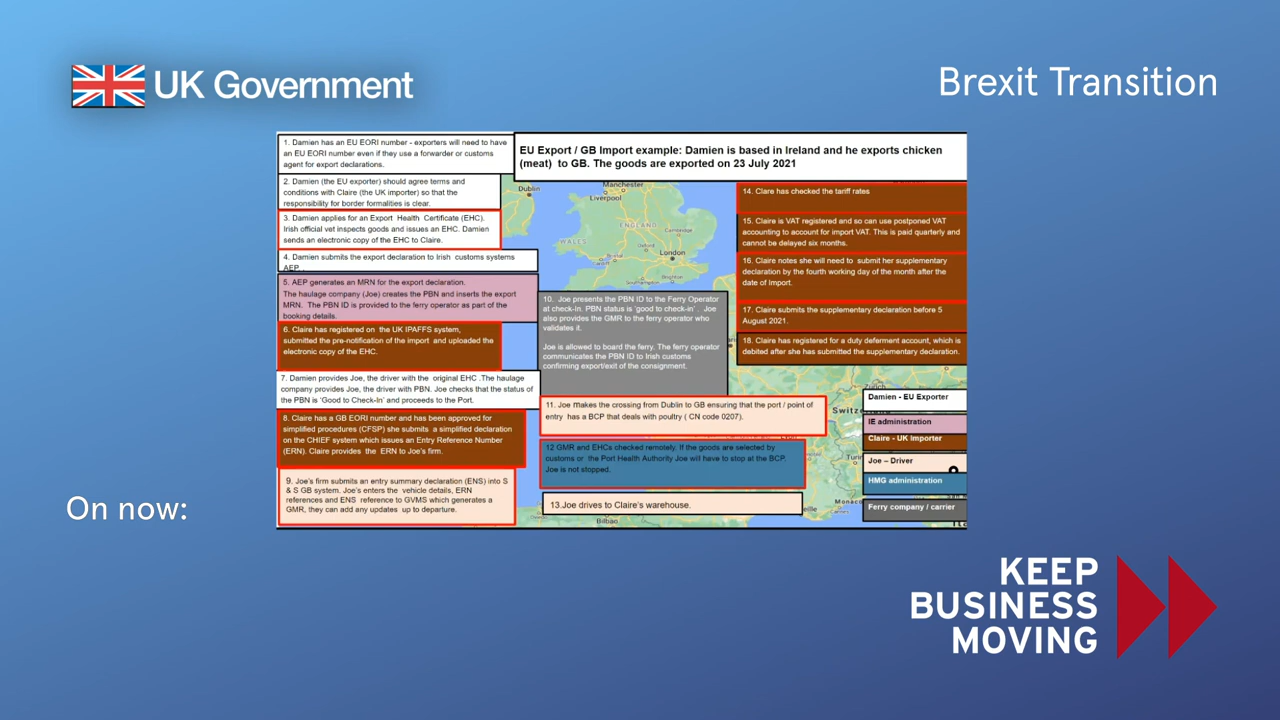 UK Government
Brexit Transition
1. Damien has an EU EORI number - exporters will need to have
an EU EORI number even if they use a forwarder or customs
agent for export declarations.
EU Export / GB Import example: Damien is based in Ireland and he exports chicken
(meat) to GB. The goods are exported on 23 July 2021
2. Damien (the EU exporter) should agree terms and
conditions with Claire (the UK importer) so that the
responsibility for border formalities is clear.
3. Damien applies for an Export Health Certificate (EHC).
Irish official vet inspects goods and issues an EHC. Damien
sends an electronic copy of the EHC to Claire.
4. Damien submits the export declaration to Irish customs systems
AEP. .
5. AEP generates an MRN for the export declaration.
The haulage company (Joe) creates the PBN and inserts the export
MRN. The PBN ID is provided to the ferry operator as part of the
booking details.
6. Claire has registered on the UK IPAFFS system,
submitted the pre-notification of the import and uploaded the
electronic copy of the EHC.
7. Damien provides Joe, the driver with the original EHC .The haulage
company provides Joe, the driver with PBN. Joe checks that the status of
the PBN is 'Good to Check-In' and proceeds to the Port.
8. Claire has a GB EORI number and has been approved for
simplified procedures (CFSP) she submits a simplified declaration
on the CHIEF system which issues an Entry Reference Number
(ERN). Claire provides the ERN to Joe's firm.
9. Joe's firm submits an entry summary declaration (ENS) into S
& S GB system. Joe's enters the vehicle details, ERN
references and ENS reference to GVMS which generates a
GMR, they can add any updates up to departure.
Dublin
Manchester
Liverpool
ENGLAND
WALES
Cambridge
Oxford
London
Bristol
Southampton
Brighton
10. Joe presents the PBN ID to the Ferry Operator
at check-In. PBN status is 'good to check-in' . Joe
also provides the GMR to the ferry operator who
validates it.
Joe is allowed to board the ferry. The ferry operator
communicates the PBN ID to Irish customs
confirming export/exit of the consignment.
11. Joe makes the crossing from Dublin to GB ensuring that the port / point of
entry has a BCP that deals with poultry ( CN code 0207).
12 GMR and EHCs checked remotely. If the goods are selected by
customs or the Port Health Authority Joe will have to stop at the BCP.
Joe is not stopped.
13.Joe drives to Claire's warehouse.
Bilbao
14. Clare has checked the tariff rates
15. Claire is VAT registered and so can use postponed VAT
accounting to account for import VAT. This is paid quarterly and
cannot be delayed six months.
16. Claire notes she will need to submit her supplementary
declaration by the fourth working day of the month after the
date of Import.
17. Claire submits the supplementary declaration before 5
August 2021.
18. Claire has registered for a duty deferment account, which is
debited after she has submitted the supplementary declaration.
Damien - EU Exporter
IE administration
Claire - UK Importer
Joe – Driver
HMG administration
Ferry company / carrier
Monaco
On now:
KEEP
BUSINESS
MOVING